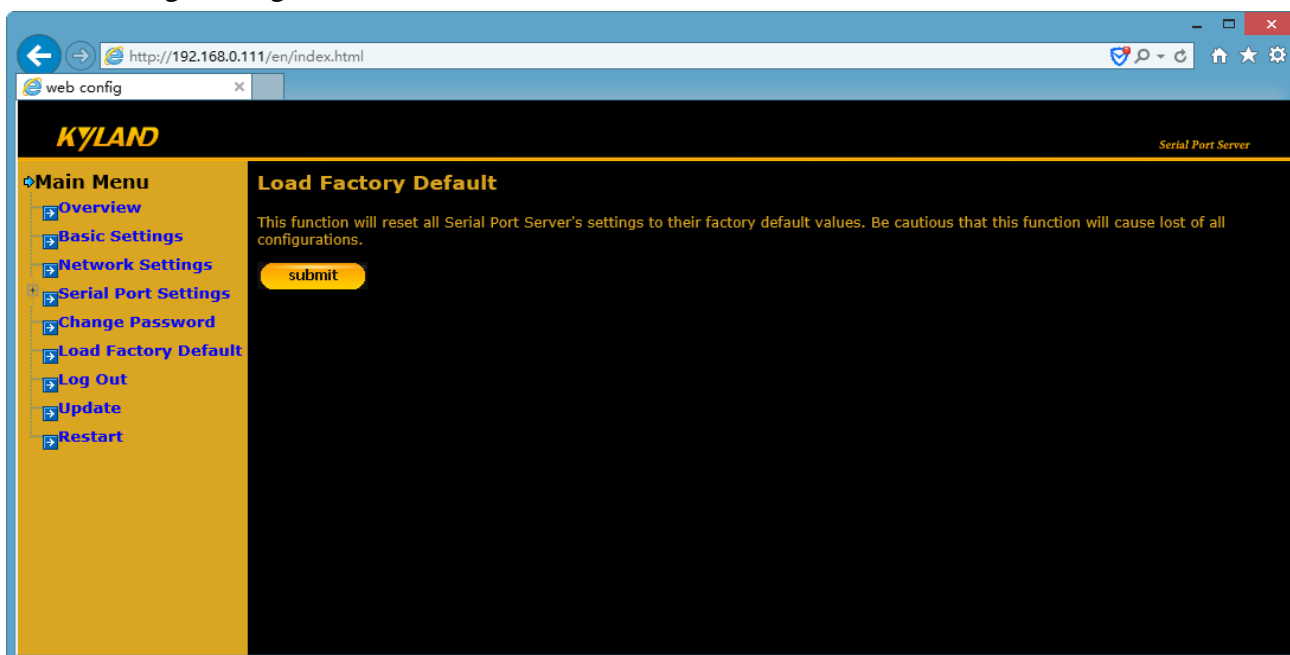 http://192.168.0.111/en/index.html
web config
KYLAND
Serial Port Server
Main Menu
Overview
Basic Settings
Network Settings
Serial Port Settings
Change Password
Load Factory Default
Log Out
Update
Restart
Load Factory Default
This function will reset all Serial Port Server's settings to their factory default values. Be cautious that this function will cause lost of all
configurations.
submit